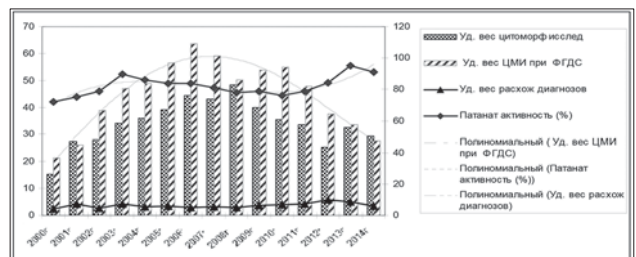 70
60
50
40
30
20
10
0
120
100
80
60
40
20
0
2000г
2001г
2002г
2003г
2004г
2005г
2006г
2007г
2008г
2009г
2010г
2011г
2012г
2013г
2014г
Уд. вес цитоморф исслед
Уд. вес ЦМИ при ФГДС
Уд. вес расхож диагнозов
Патанат активность (%)
Полиномиальный ( Уд. вес ЦМИ
при ФГДС)
Полиномиальный (Патанат
активность (%))
Полиномиальный (Уд. вес расхож
диагнозов)